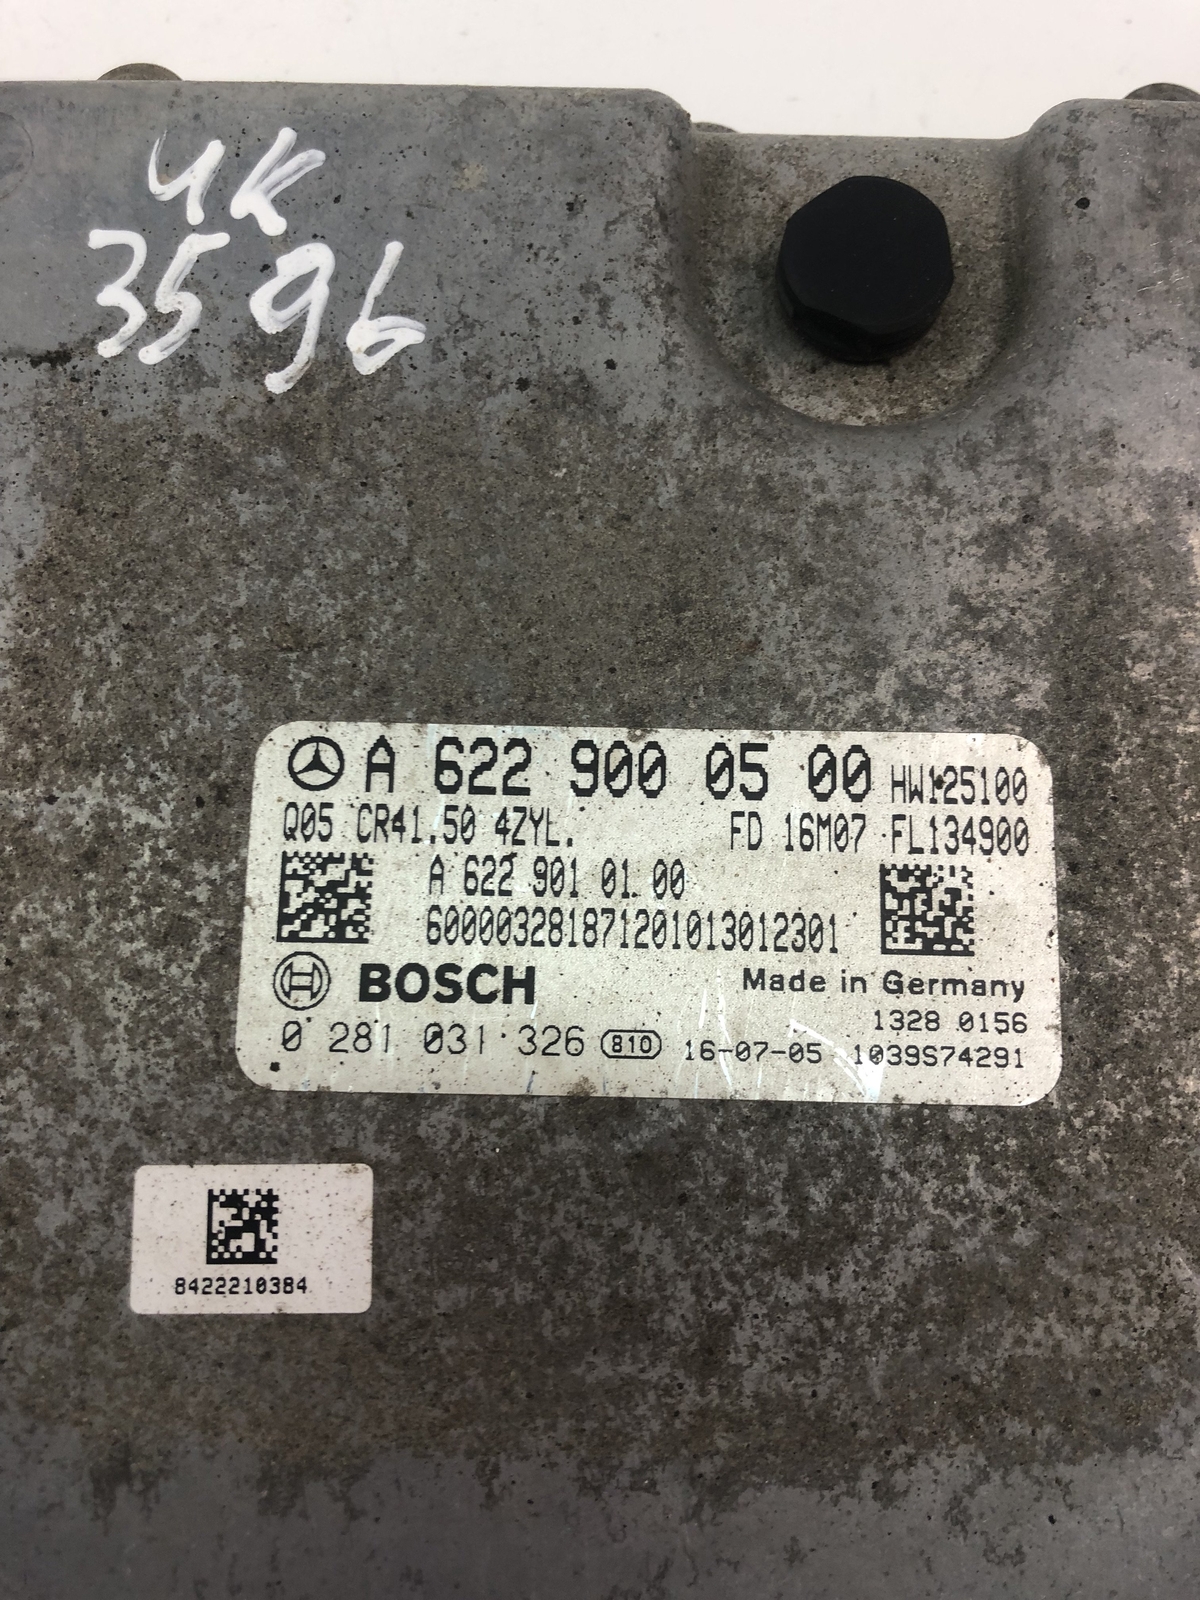 UK
3596
A 622 900 05 00 HW125100
Q05 CR41.50 4ZYL. FD 16M07 FL134900
A 622 901 01 00
600003281871201013012301
BOSCH Made in Germany
1328 0156
0 281 031 326 810 16-07-05 1039S74291
8422210384